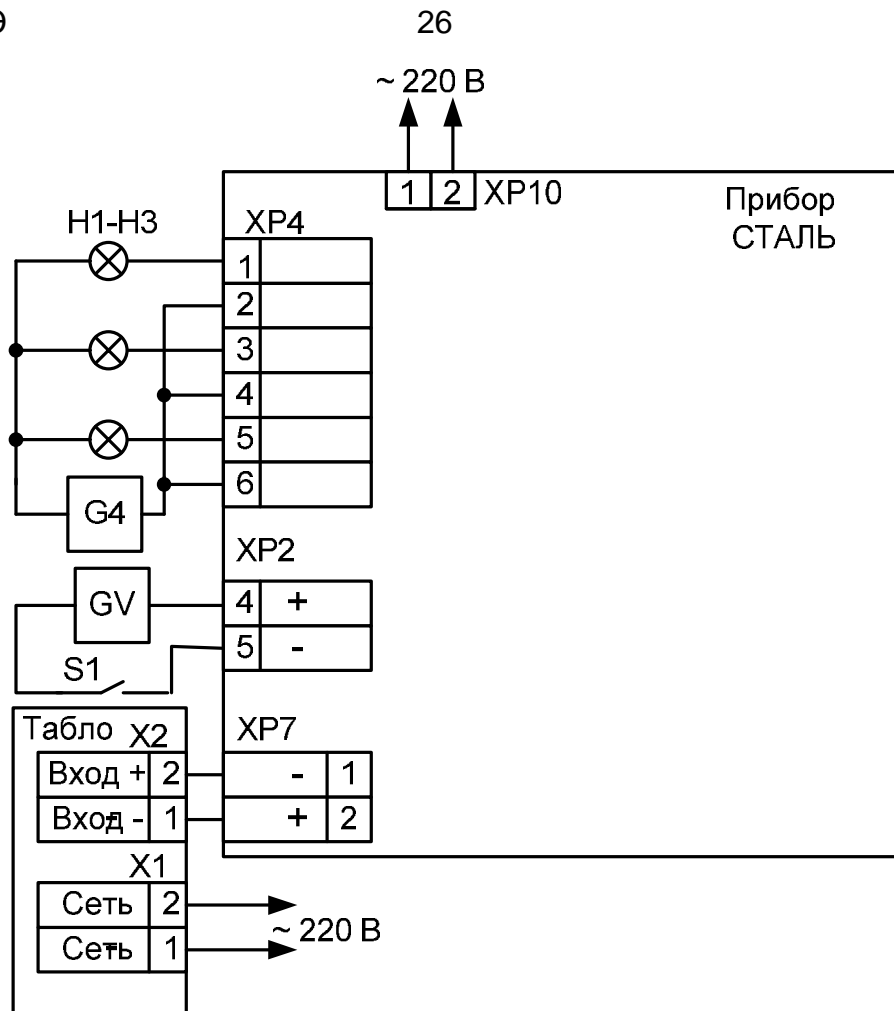 Э
26
~ 220 В
1 2 XP10
Прибор
СТАЛЬ
H1-H3
XP4
1
2
3
4
5
6
G4
XP2
GV
4 +
5 -
S1
Табло X2
XP7
Вход + 2
- 1
Вход - 1
+ 2
X1
Сеть 2
Сеть 1
~ 220 В